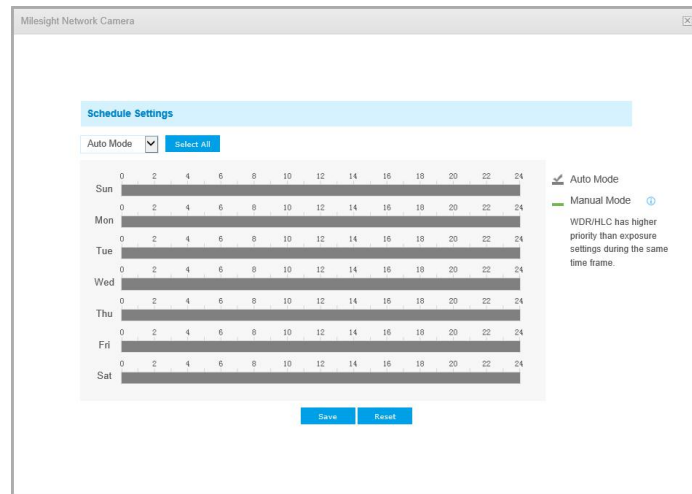 Milesight Network Camera
Schedule Settings
Auto Mode Select All
0 2 4 6 8 10 12 14 16 18 20 22 24
Sun
0 2 4 6 8 10 12 14 16 18 20 22 24
Mon
0 2 4 6 8 10 12 14 16 18 20 22 24
Tue
0 2 4 6 8 10 12 14 16 18 20 22 24
Wed
0 2 4 6 8 10 12 14 16 18 20 22 24
Thu
0 2 4 6 8 10 12 14 16 18 20 22 24
Fri
0 2 4 6 8 10 12 14 16 18 20 22 24
Sat
Auto Mode
Manual Mode
WDR/HLC has higher
priority than exposure
settings during the same
time frame.
Save Reset